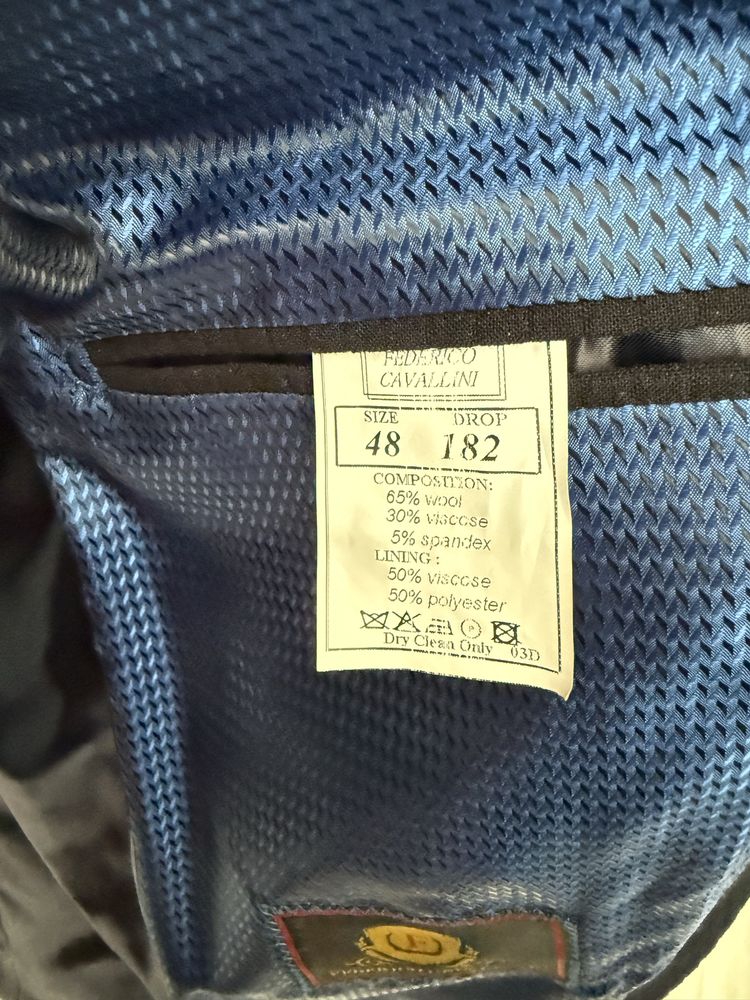 FEDERICO
CAVALLINI
SIZE DROP
48 182
COMPOSITION:
65% wool
30% viscose
5% spandex
LINING :
50% viscose
50% polyester
Dry Clean Only 03D